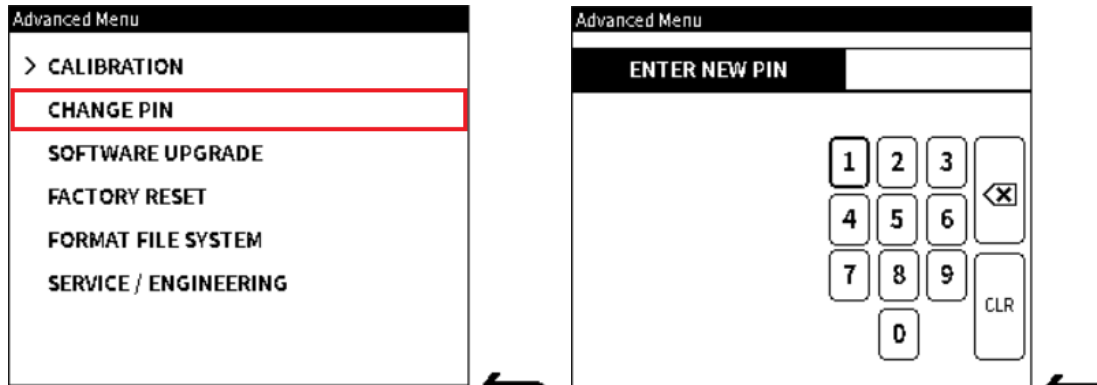 Advanced Menu
> CALIBRATION
CHANGE PIN
SOFTWARE UPGRADE
FACTORY RESET
FORMAT FILE SYSTEM
SERVICE / ENGINEERING
Advanced Menu
ENTER NEW PIN
1 2 3
4 5 6
7 8 9
CLR
0